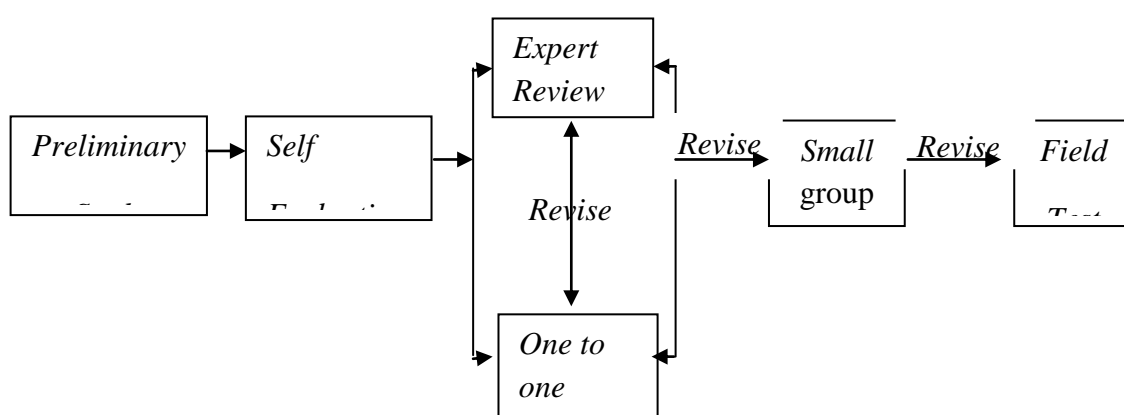 Expert
Review
Preliminary
Self
Revise
Small
group
Revise
Field
Revise
One to
one